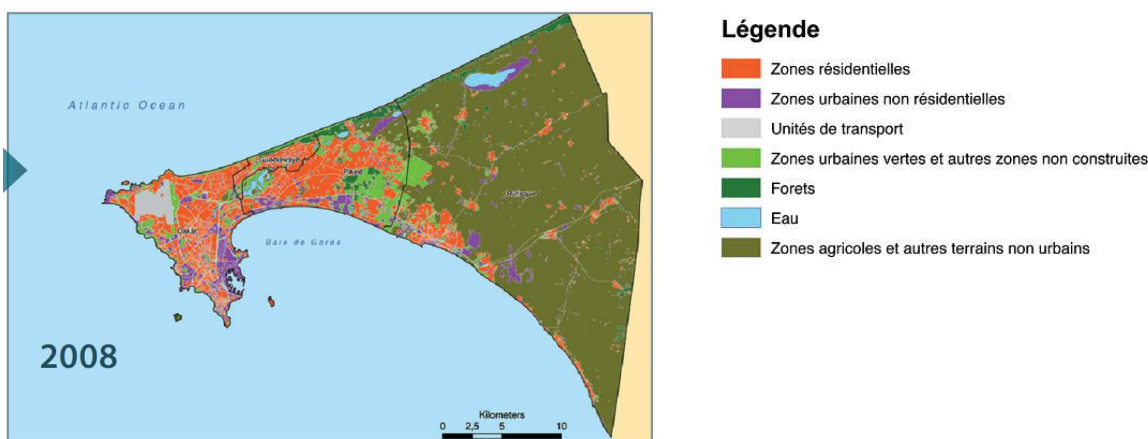 Atlantic Ocean
Guédiawaye
Pikine
Rufisque
Dakar
Baie de Gorée
2008
Kilometers
0 2,5 5 10
Légende
Zones résidentielles
Zones urbaines non résidentielles
Unités de transport
Zones urbaines vertes et autres zones non construites
Forets
Eau
Zones agricoles et autres terrains non urbains